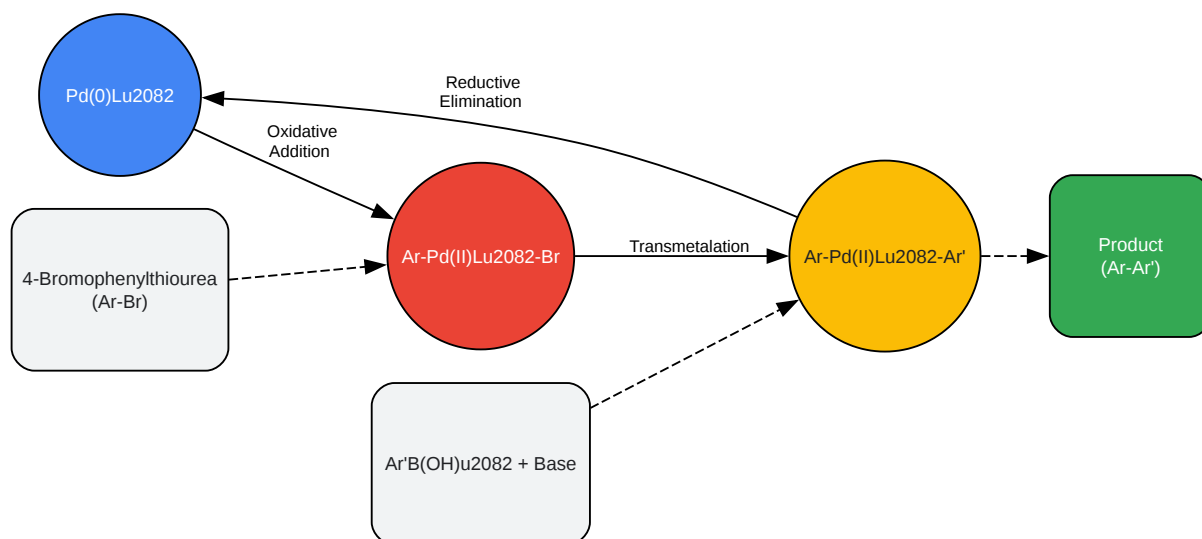 Pd(0)Lu2082
Reductive
Elimination
Oxidative
Addition
4-Bromophenylthiourea
(Ar-Br)
Ar-Pd(II)Lu2082-Br
Transmetalation
Ar-Pd(II)Lu2082-Ar'
Product
(Ar-Ar')
Ar'B(OH)u2082 + Base